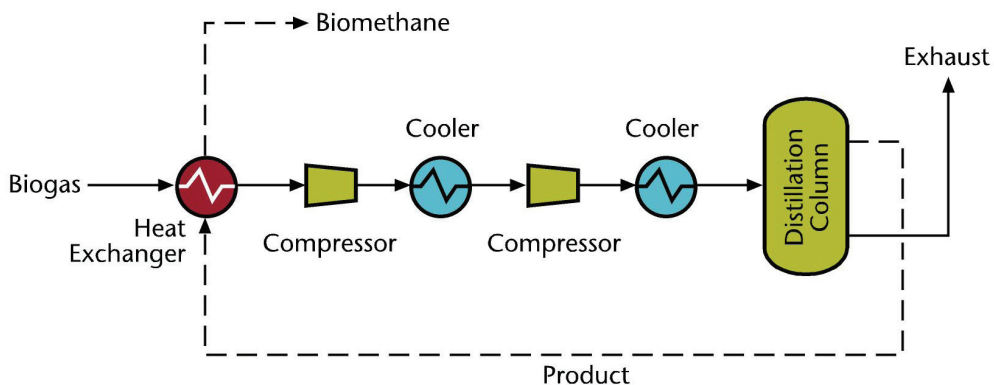 Biomethane
Exhaust
Cooler
Cooler
Biogas
Distillation
Column
Heat
Exchanger
Compressor
Compressor
Product